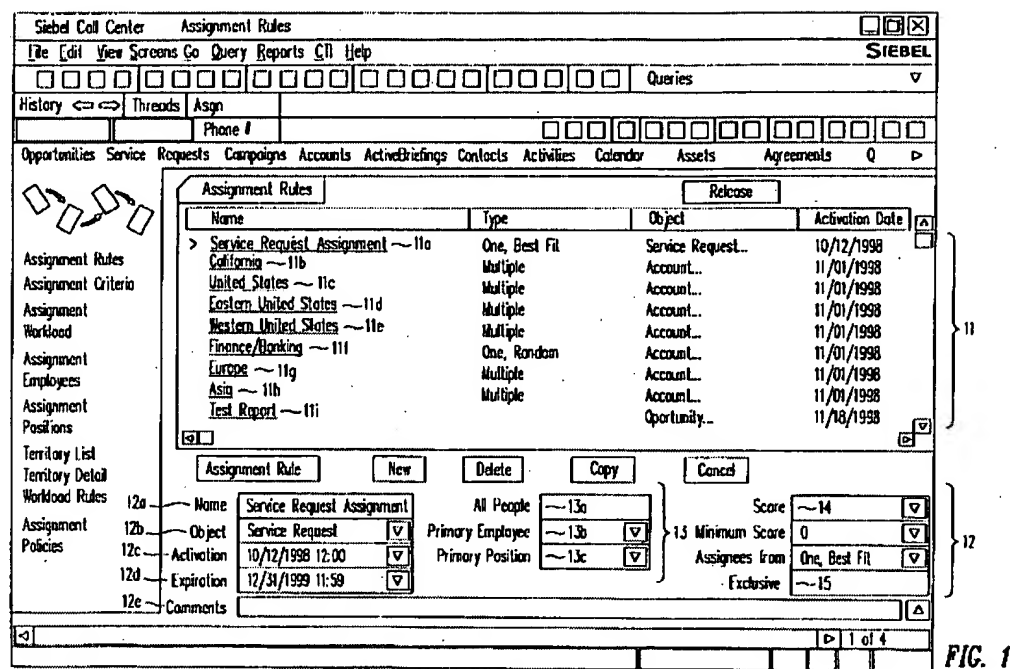 Siebel Call Center Assignment Rules
File Edit View Screens Go Query Reports CTI Help SIEBEL
Queries
History Threads Asgn
Phone #
Opportunities Service Requests Campaigns Accounts ActiveBriefings Contacts Activities Calendar Assets Agreements Q
Assignment Rules Release
Name Type Object Activation Date
> Service Request Assignment ~11a One, Best Fit Service Request... 10/12/1998
California ~11b Multiple Account... 11/01/1998
United States ~11c Multiple Account... 11/01/1998
Eastern United States ~11d Multiple Account... 11/01/1998
Western United States ~11e Multiple Account... 11/01/1998
Finance/Banking ~11f One, Random Account... 11/01/1998
Europe ~11g Multiple Account... 11/01/1998
Asia ~11h Multiple Account... 11/01/1998
Test Report ~11i Oportunity... 11/18/1998
11
Assignment Rules
Assignment Criteria
Assignment
Workload
Assignment
Employees
Assignment
Positions
Territory List
Territory Detail
Workload Rules
Assignment
Policies
Assignment Rule New Delete Copy Cancel
12a Name Service Request Assignment All People ~13a Score ~14
12b Object Service Request Primary Employee ~13b 13 Minimum Score 0
12c Activation 10/12/1998 12:00 Primary Position ~13c Assignees from One, Best Fit
12d Expiration 12/31/1999 11:59 Exclusive ~15
12e Comments
12
1 of 4
FIG. 1